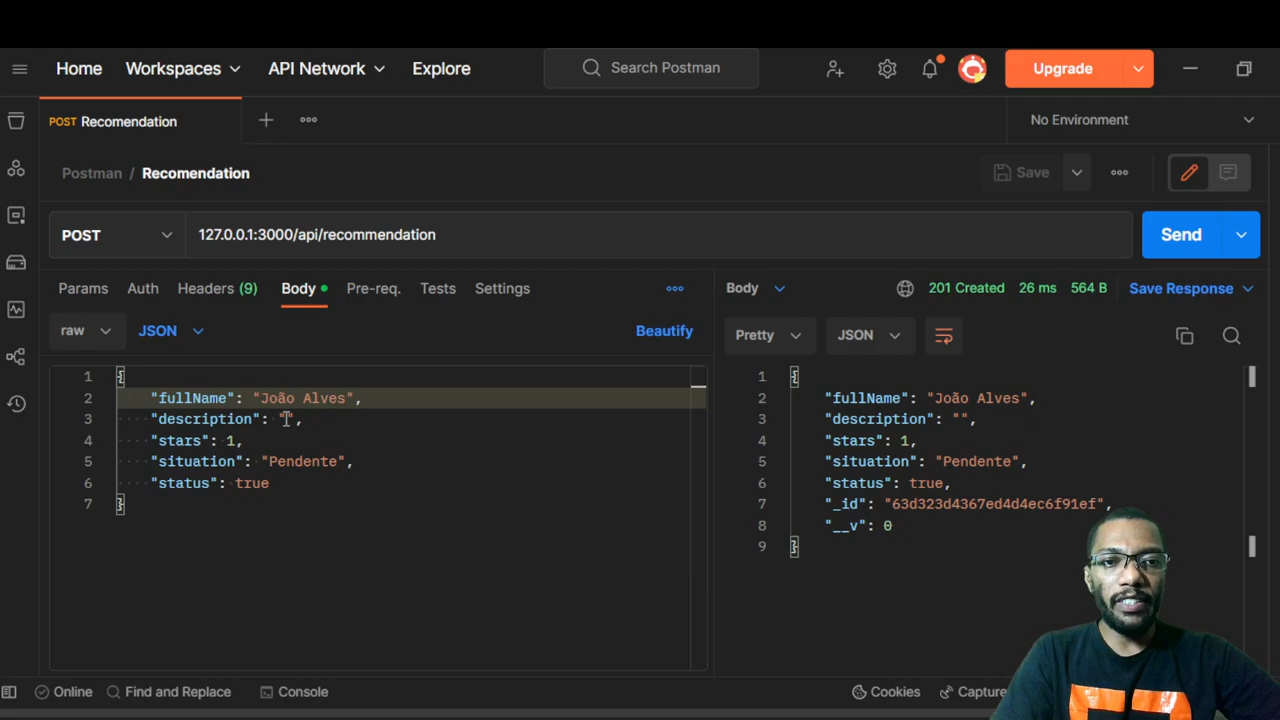 Home Workspaces API Network Explore Search Postman Upgrade
POST Recomendation No Environment
Postman / Recomendation Save
POST 127.0.0.1:3000/api/recommendation Send
Params Auth Headers (9) Body Pre-req. Tests Settings Body 201 Created 26 ms 564 B Save Response
raw JSON Beautify Pretty JSON
1 {
2 "fullName": "João Alves",
3 "description": "",
4 "stars": 1,
5 "situation": "Pendente",
6 "status": true
7 }
1 {
2 "fullName": "João Alves",
3 "description": "",
4 "stars": 1,
5 "situation": "Pendente",
6 "status": true,
7 "_id": "63d323d4367ed4d4ec6f91ef",
8 "__v": 0
9 }
Online Find and Replace Console Cookies Capture